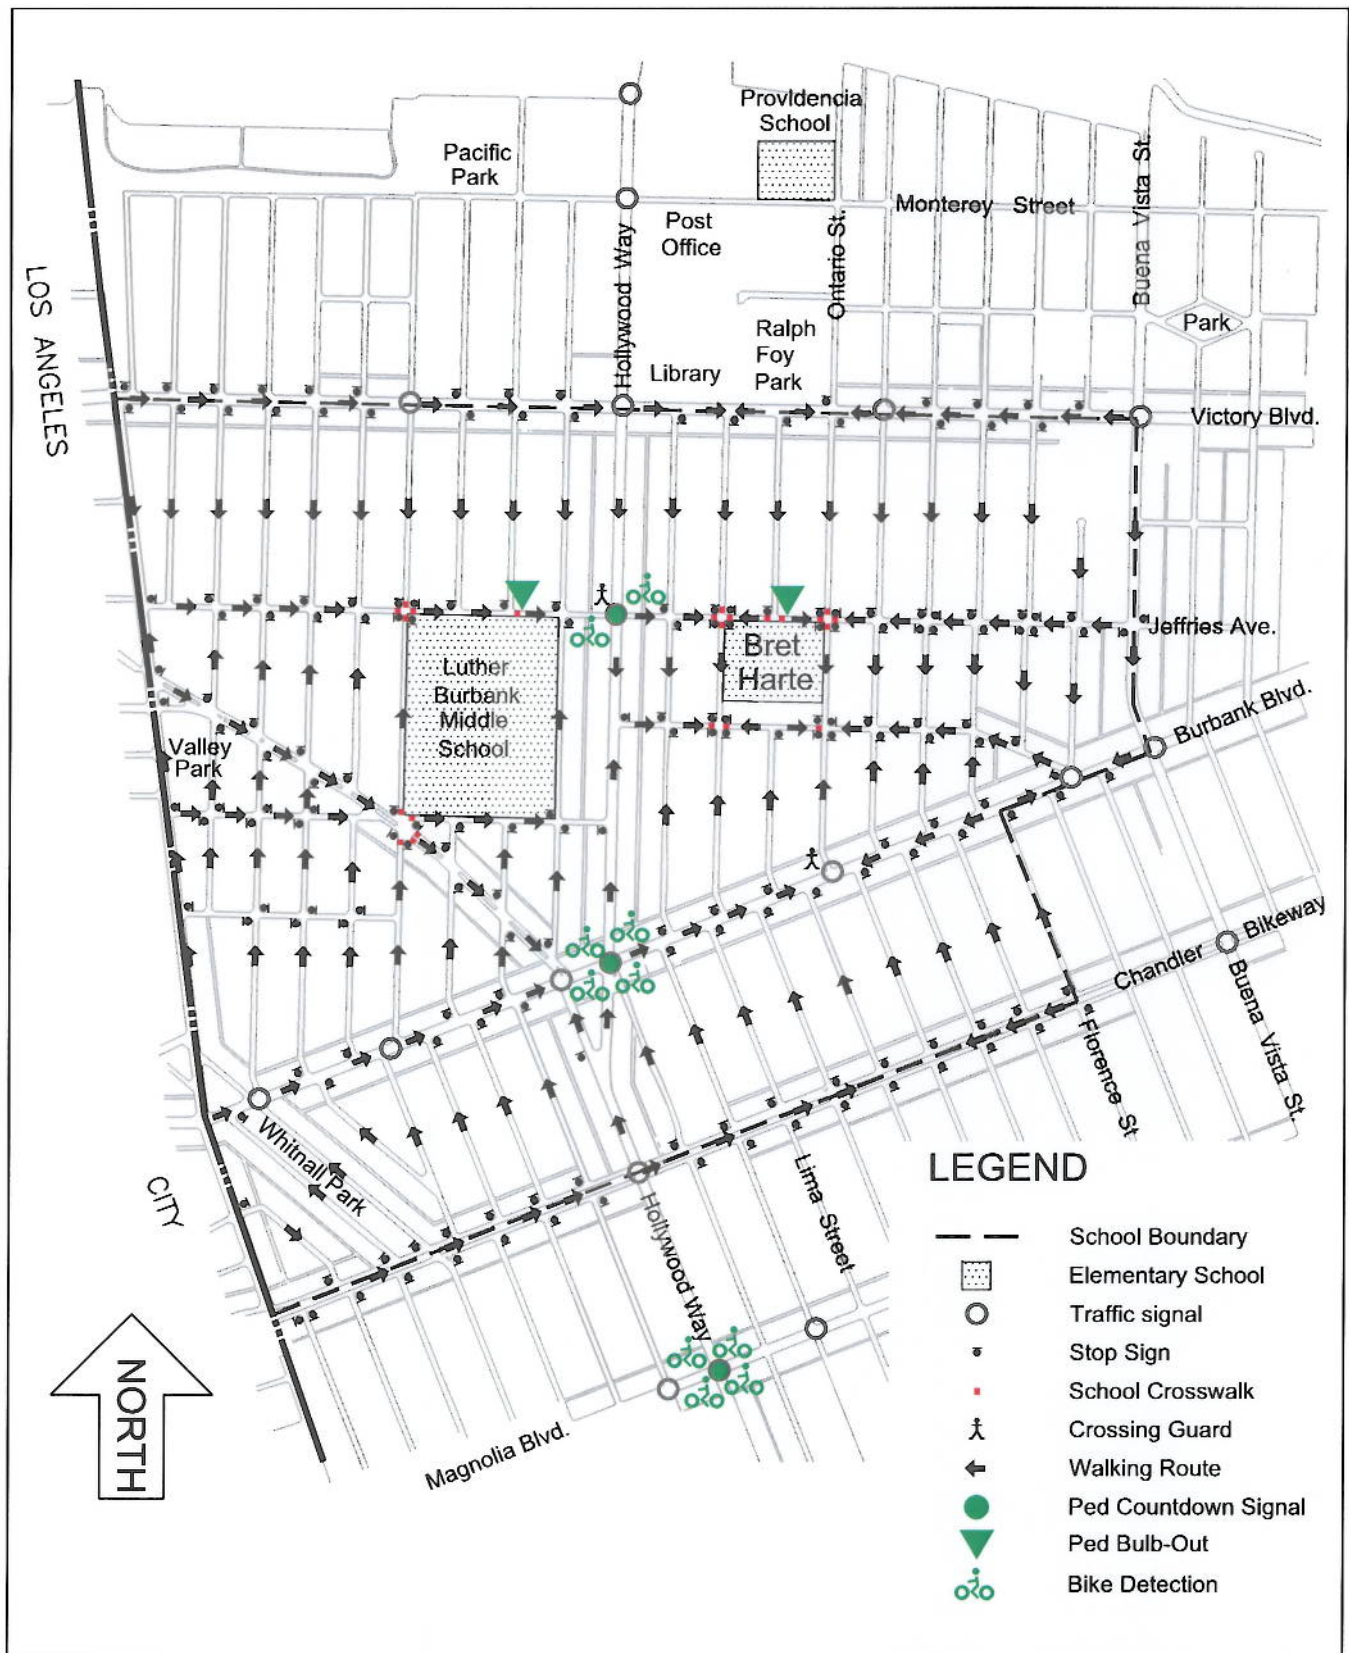 Providencia
School
Pacific
Park
Buena Vista St.
Monterey Street
Post
Office
Hollywood Way
Ontario St.
LOS ANGELES
Park
Ralph
Foy
Park
Library
Victory Blvd.
Jeffries Ave.
Bret
Harte
Luther
Burbank
Middle
School
Burbank Blvd.
Valley
Park
Chandler Bikeway
Buena Vista St.
Florence St.
Whitnall Park
CITY
Lima Street
Hollywood Way
Magnolia Blvd.
NORTH
LEGEND
School Boundary
Elementary School
Traffic signal
Stop Sign
School Crosswalk
Crossing Guard
Walking Route
Ped Countdown Signal
Ped Bulb-Out
Bike Detection